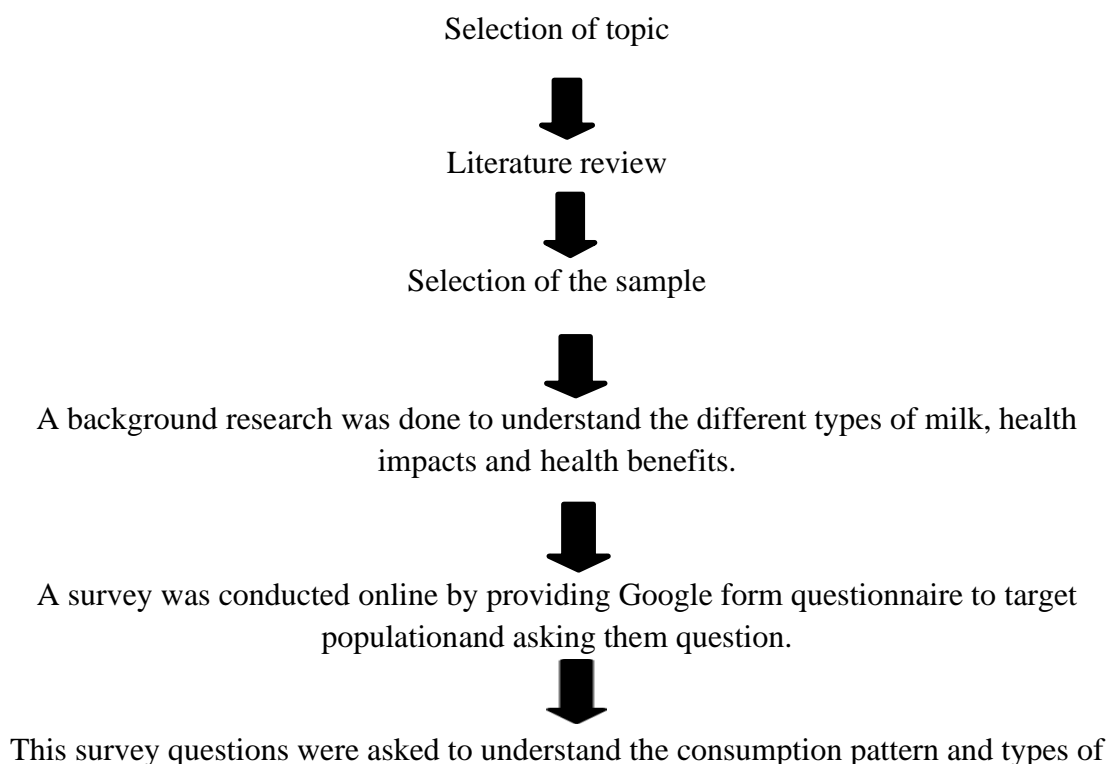 Selection of topic
Literature review
Selection of the sample
A background research was done to understand the different types of milk, health
impacts and health benefits.
A survey was conducted online by providing Google form questionnaire to target
populationand asking them question.
This survey questions were asked to understand the consumption pattern and types of